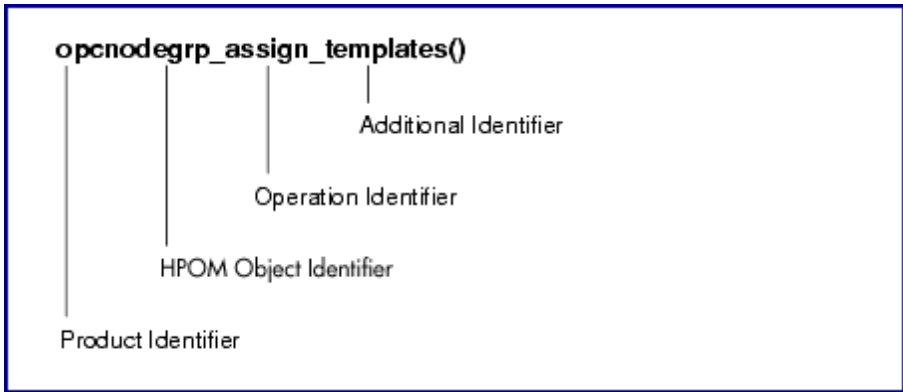 opcnodegrp_assign_templates()
Additional Identifier
Operation Identifier
HPOM Object Identifier
Product Identifier